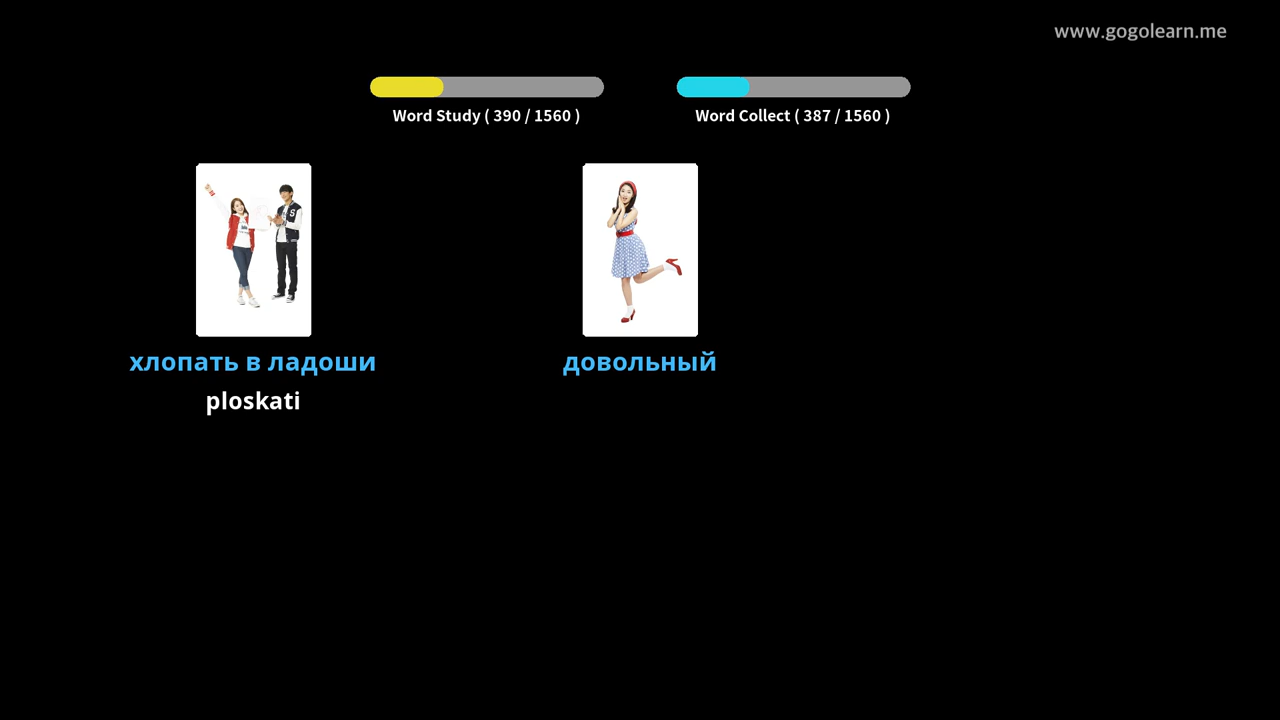 www.gogolearn.me
Word Study ( 390 / 1560 )
Word Collect ( 387 / 1560 )
хлопать в ладоши
ploskati
довольный